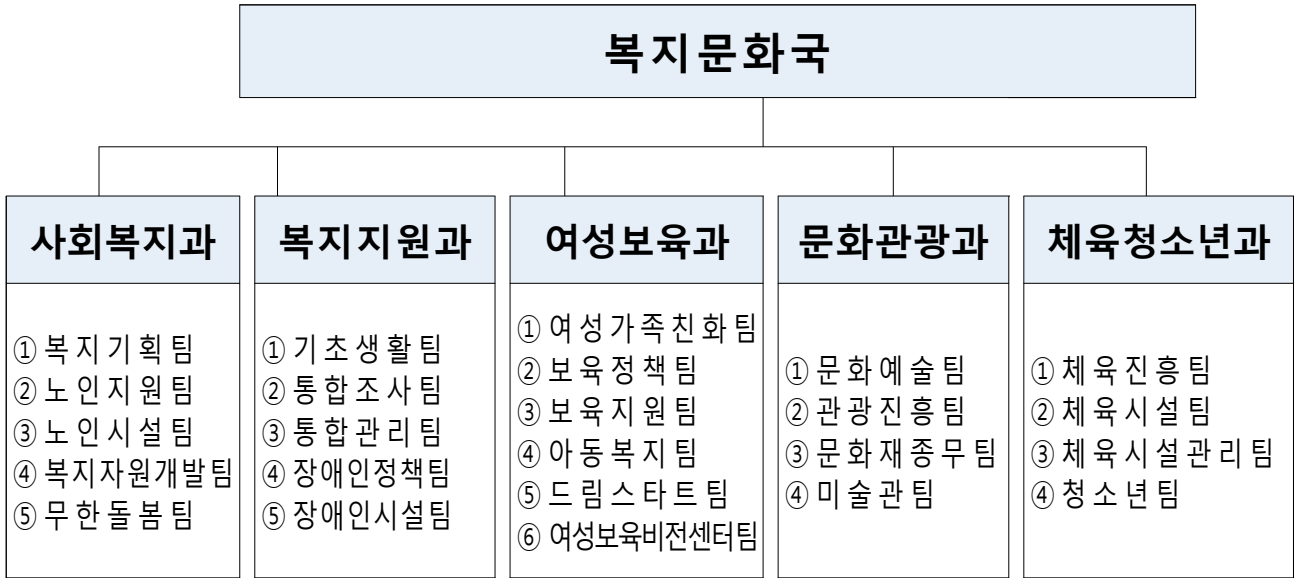 복지문화국
사회복지과
① 복지기획팀
② 노인지원팀
③ 노인시설팀
④ 복지자원개발팀
⑤ 무한돌봄팀
복지지원과
① 기초생활팀
② 통합조사팀
③ 통합관리팀
④ 장애인정책팀
⑤ 장애인시설팀
여성보육과
① 여성가족친화팀
② 보육정책팀
③ 보육지원팀
④ 아동복지팀
⑤ 드림스타트팀
⑥ 여성보육비전센터팀
문화관광과
① 문화예술팀
② 관광진흥팀
③ 문화재종무팀
④ 미술관팀
체육청소년과
① 체육진흥팀
② 체육시설팀
③ 체육시설관리팀
④ 청소년팀